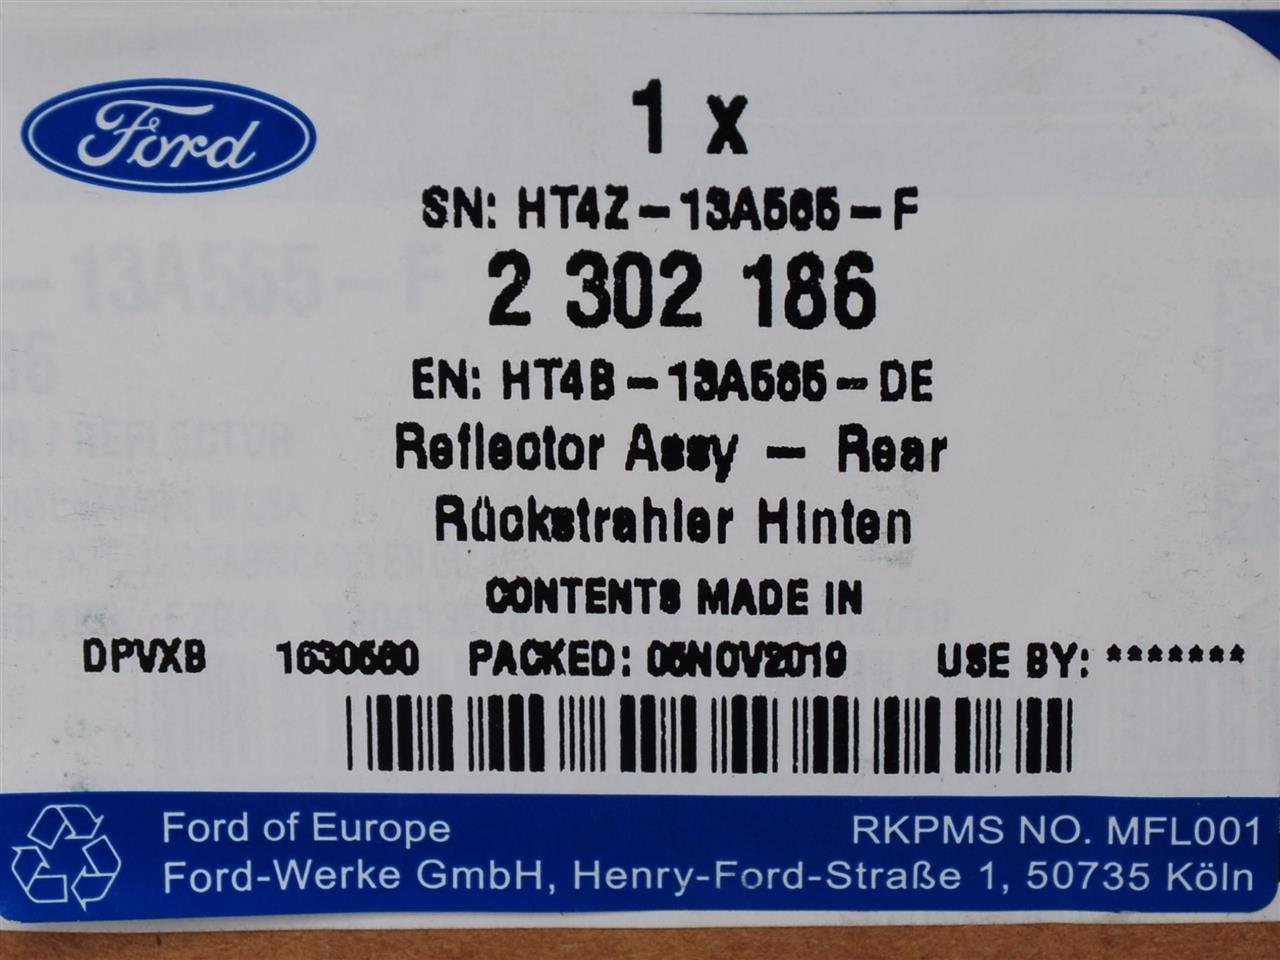 Ford
1 x
SN: HT4Z-13A565-F
2 302 186
EN: HT4B-13A565-DE
Reflector Assy - Rear
Rückstrahler Hinten
CONTENTS MADE IN
DPVXB 1630560 PACKED: 05NOV2019 USE BY: *******
Ford of Europe RKPMS NO. MFL001
Ford-Werke GmbH, Henry-Ford-Straße 1, 50735 Köln
-13A565-F
/ REFLECTOR